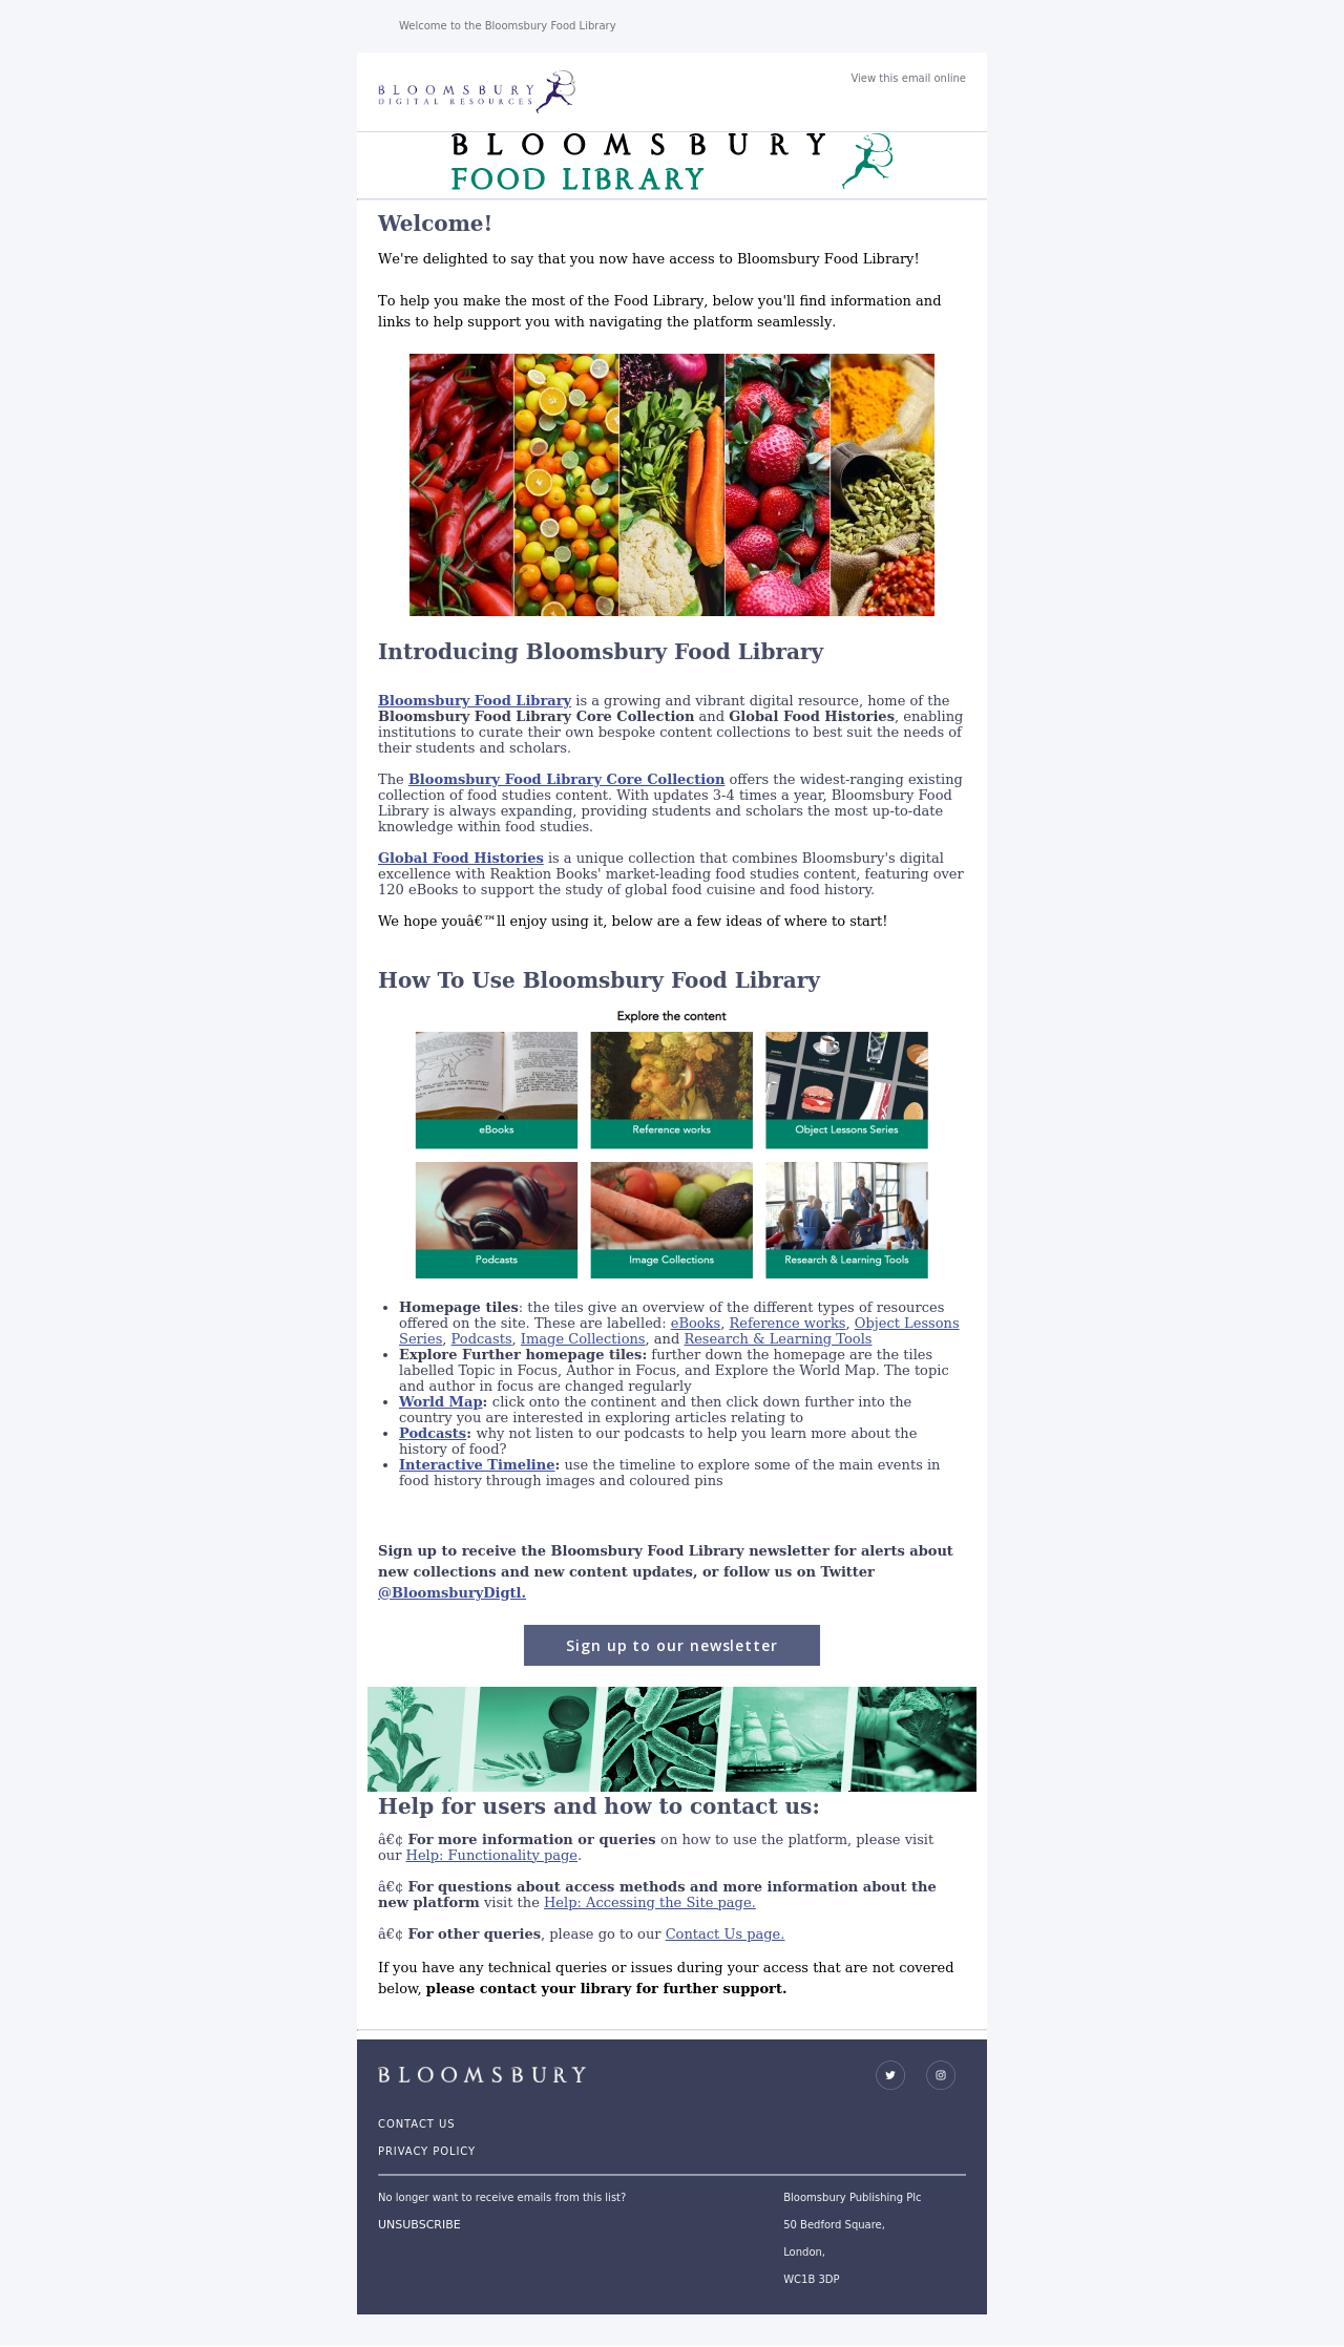 Welcome to the Bloomsbury Food Library
BLOOMSBURY
DIGITAL RESOURCES
View this email online
BLOOMSBURY
FOOD LIBRARY
Welcome!
We're delighted to say that you now have access to Bloomsbury Food Library!
To help you make the most of the Food Library, below you'll find information and
links to help support you with navigating the platform seamlessly.
Introducing Bloomsbury Food Library
Bloomsbury Food Library is a growing and vibrant digital resource, home of the
Bloomsbury Food Library Core Collection and Global Food Histories, enabling
institutions to curate their own bespoke content collections to best suit the needs of
their students and scholars.
The Bloomsbury Food Library Core Collection offers the widest-ranging existing
collection of food studies content. With updates 3-4 times a year, Bloomsbury Food
Library is always expanding, providing students and scholars the most up-to-date
knowledge within food studies.
Global Food Histories is a unique collection that combines Bloomsbury's digital
excellence with Reaktion Books' market-leading food studies content, featuring over
120 eBooks to support the study of global food cuisine and food history.
We hope youâ€™ll enjoy using it, below are a few ideas of where to start!
How To Use Bloomsbury Food Library
Explore the content
eBooks
Reference works
Object Lessons Series
Podcasts
Image Collections
Research & Learning Tools
• Homepage tiles: the tiles give an overview of the different types of resources
offered on the site. These are labelled: eBooks, Reference works, Object Lessons
Series, Podcasts, Image Collections, and Research & Learning Tools
• Explore Further homepage tiles: further down the homepage are the tiles
labelled Topic in Focus, Author in Focus, and Explore the World Map. The topic
and author in focus are changed regularly
• World Map: click onto the continent and then click down further into the
country you are interested in exploring articles relating to
• Podcasts: why not listen to our podcasts to help you learn more about the
history of food?
• Interactive Timeline: use the timeline to explore some of the main events in
food history through images and coloured pins
Sign up to receive the Bloomsbury Food Library newsletter for alerts about
new collections and new content updates, or follow us on Twitter
@BloomsburyDigtl.
Sign up to our newsletter
Help for users and how to contact us:
â€¢ For more information or queries on how to use the platform, please visit
our Help: Functionality page.
â€¢ For questions about access methods and more information about the
new platform visit the Help: Accessing the Site page.
â€¢ For other queries, please go to our Contact Us page.
If you have any technical queries or issues during your access that are not covered
below, please contact your library for further support.
BLOOMSBURY
CONTACT US
PRIVACY POLICY
No longer want to receive emails from this list?
UNSUBSCRIBE
Bloomsbury Publishing Plc
50 Bedford Square,
London,
WC1B 3DP